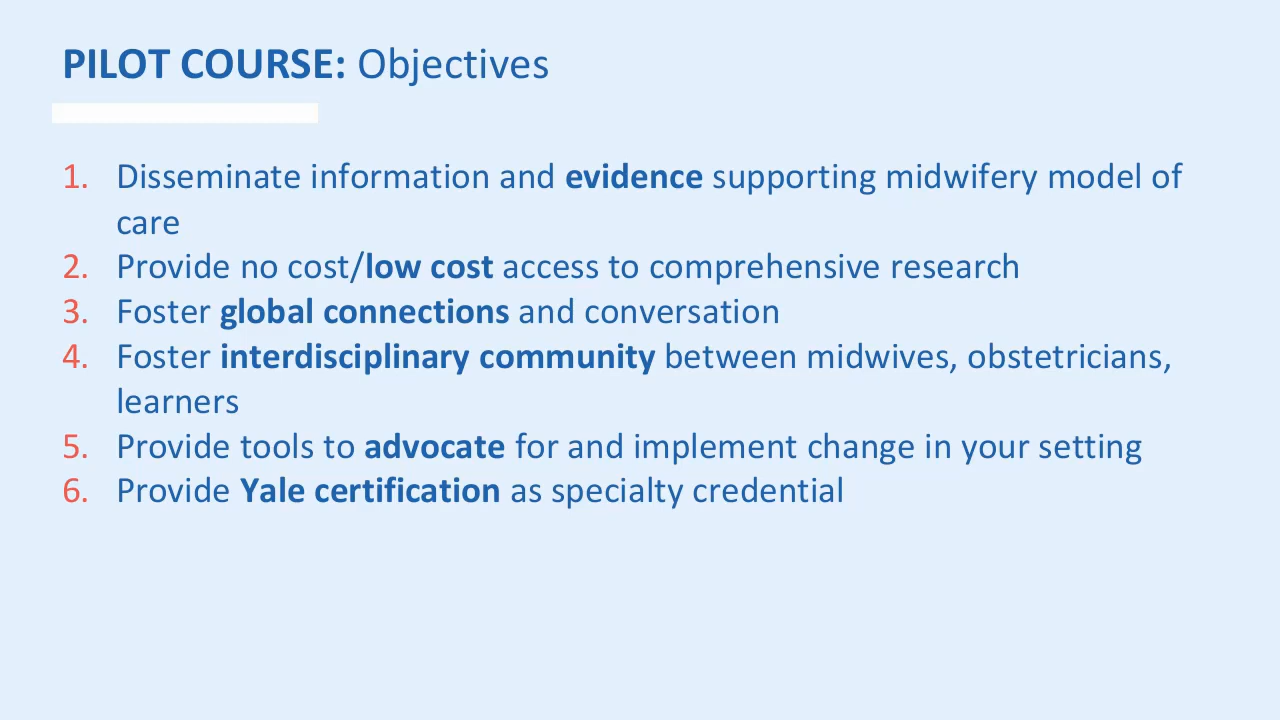 PILOT COURSE: Objectives
1. Disseminate information and evidence supporting midwifery model of
care
2. Provide no cost/low cost access to comprehensive research
3. Foster global connections and conversation
4. Foster interdisciplinary community between midwives, obstetricians,
learners
5. Provide tools to advocate for and implement change in your setting
6. Provide Yale certification as specialty credential